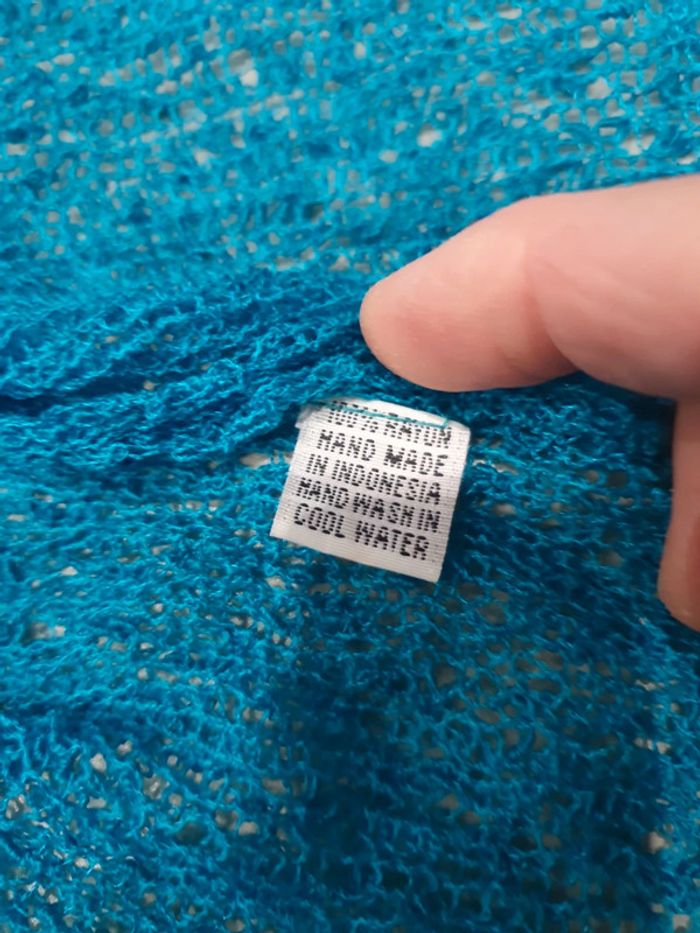 100% RAYON
HAND MADE
IN INDONESIA
HAND WASH IN
COOL WATER